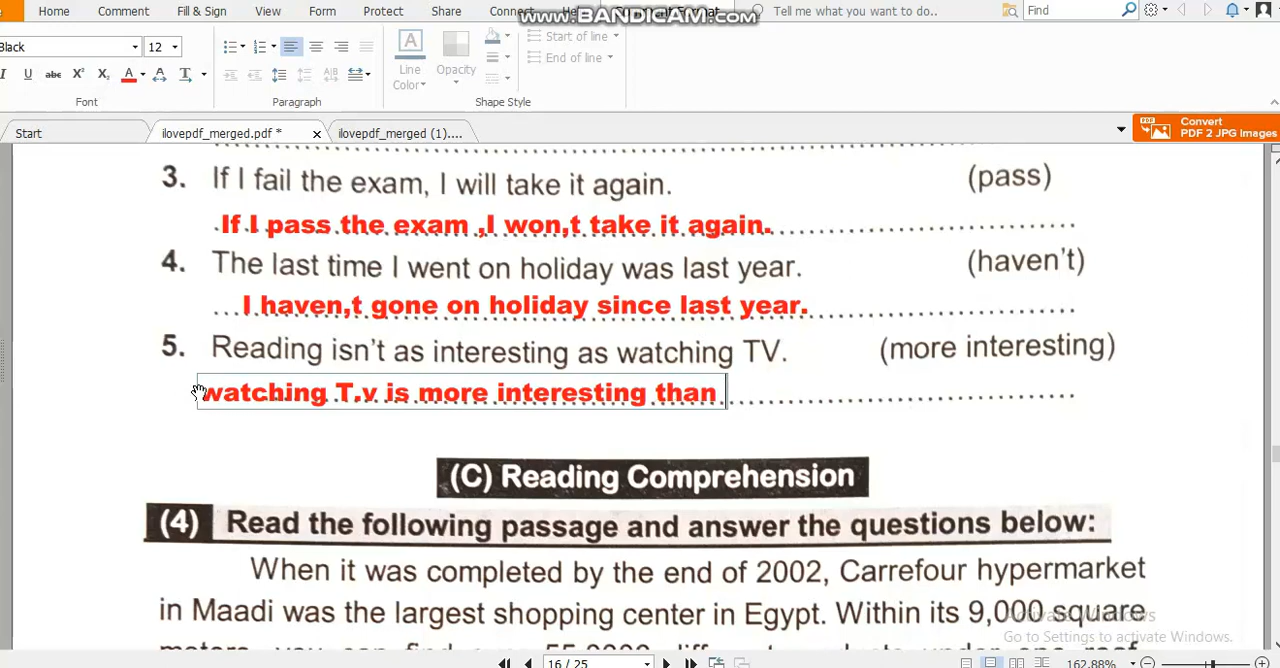 Home Comment Fill & Sign View Form Protect Share Connect Tell me what you want to do.. Find
www.BANDICAM.com
Black 12 Start of line
Line Color Opacity End of line
Font Paragraph Shape Style
Start ilovepdf_merged.pdf * ilovepdf_merged (1).... Convert
PDF 2 JPG Images
3. If I fail the exam, I will take it again. (pass)
If I pass the exam ,I won,t take it again.
4. The last time I went on holiday was last year. (haven't)
I haven,t gone on holiday since last year.
5. Reading isn't as interesting as watching TV. (more interesting)
watching T.v is more interesting than
(C) Reading Comprehension
(4) Read the following passage and answer the questions below:
When it was completed by the end of 2002, Carrefour hypermarket
in Maadi was the largest shopping center in Egypt. Within its 9,000 square
Activate Windows
Go to Settings to activate Windows.
16 / 25 162.88%